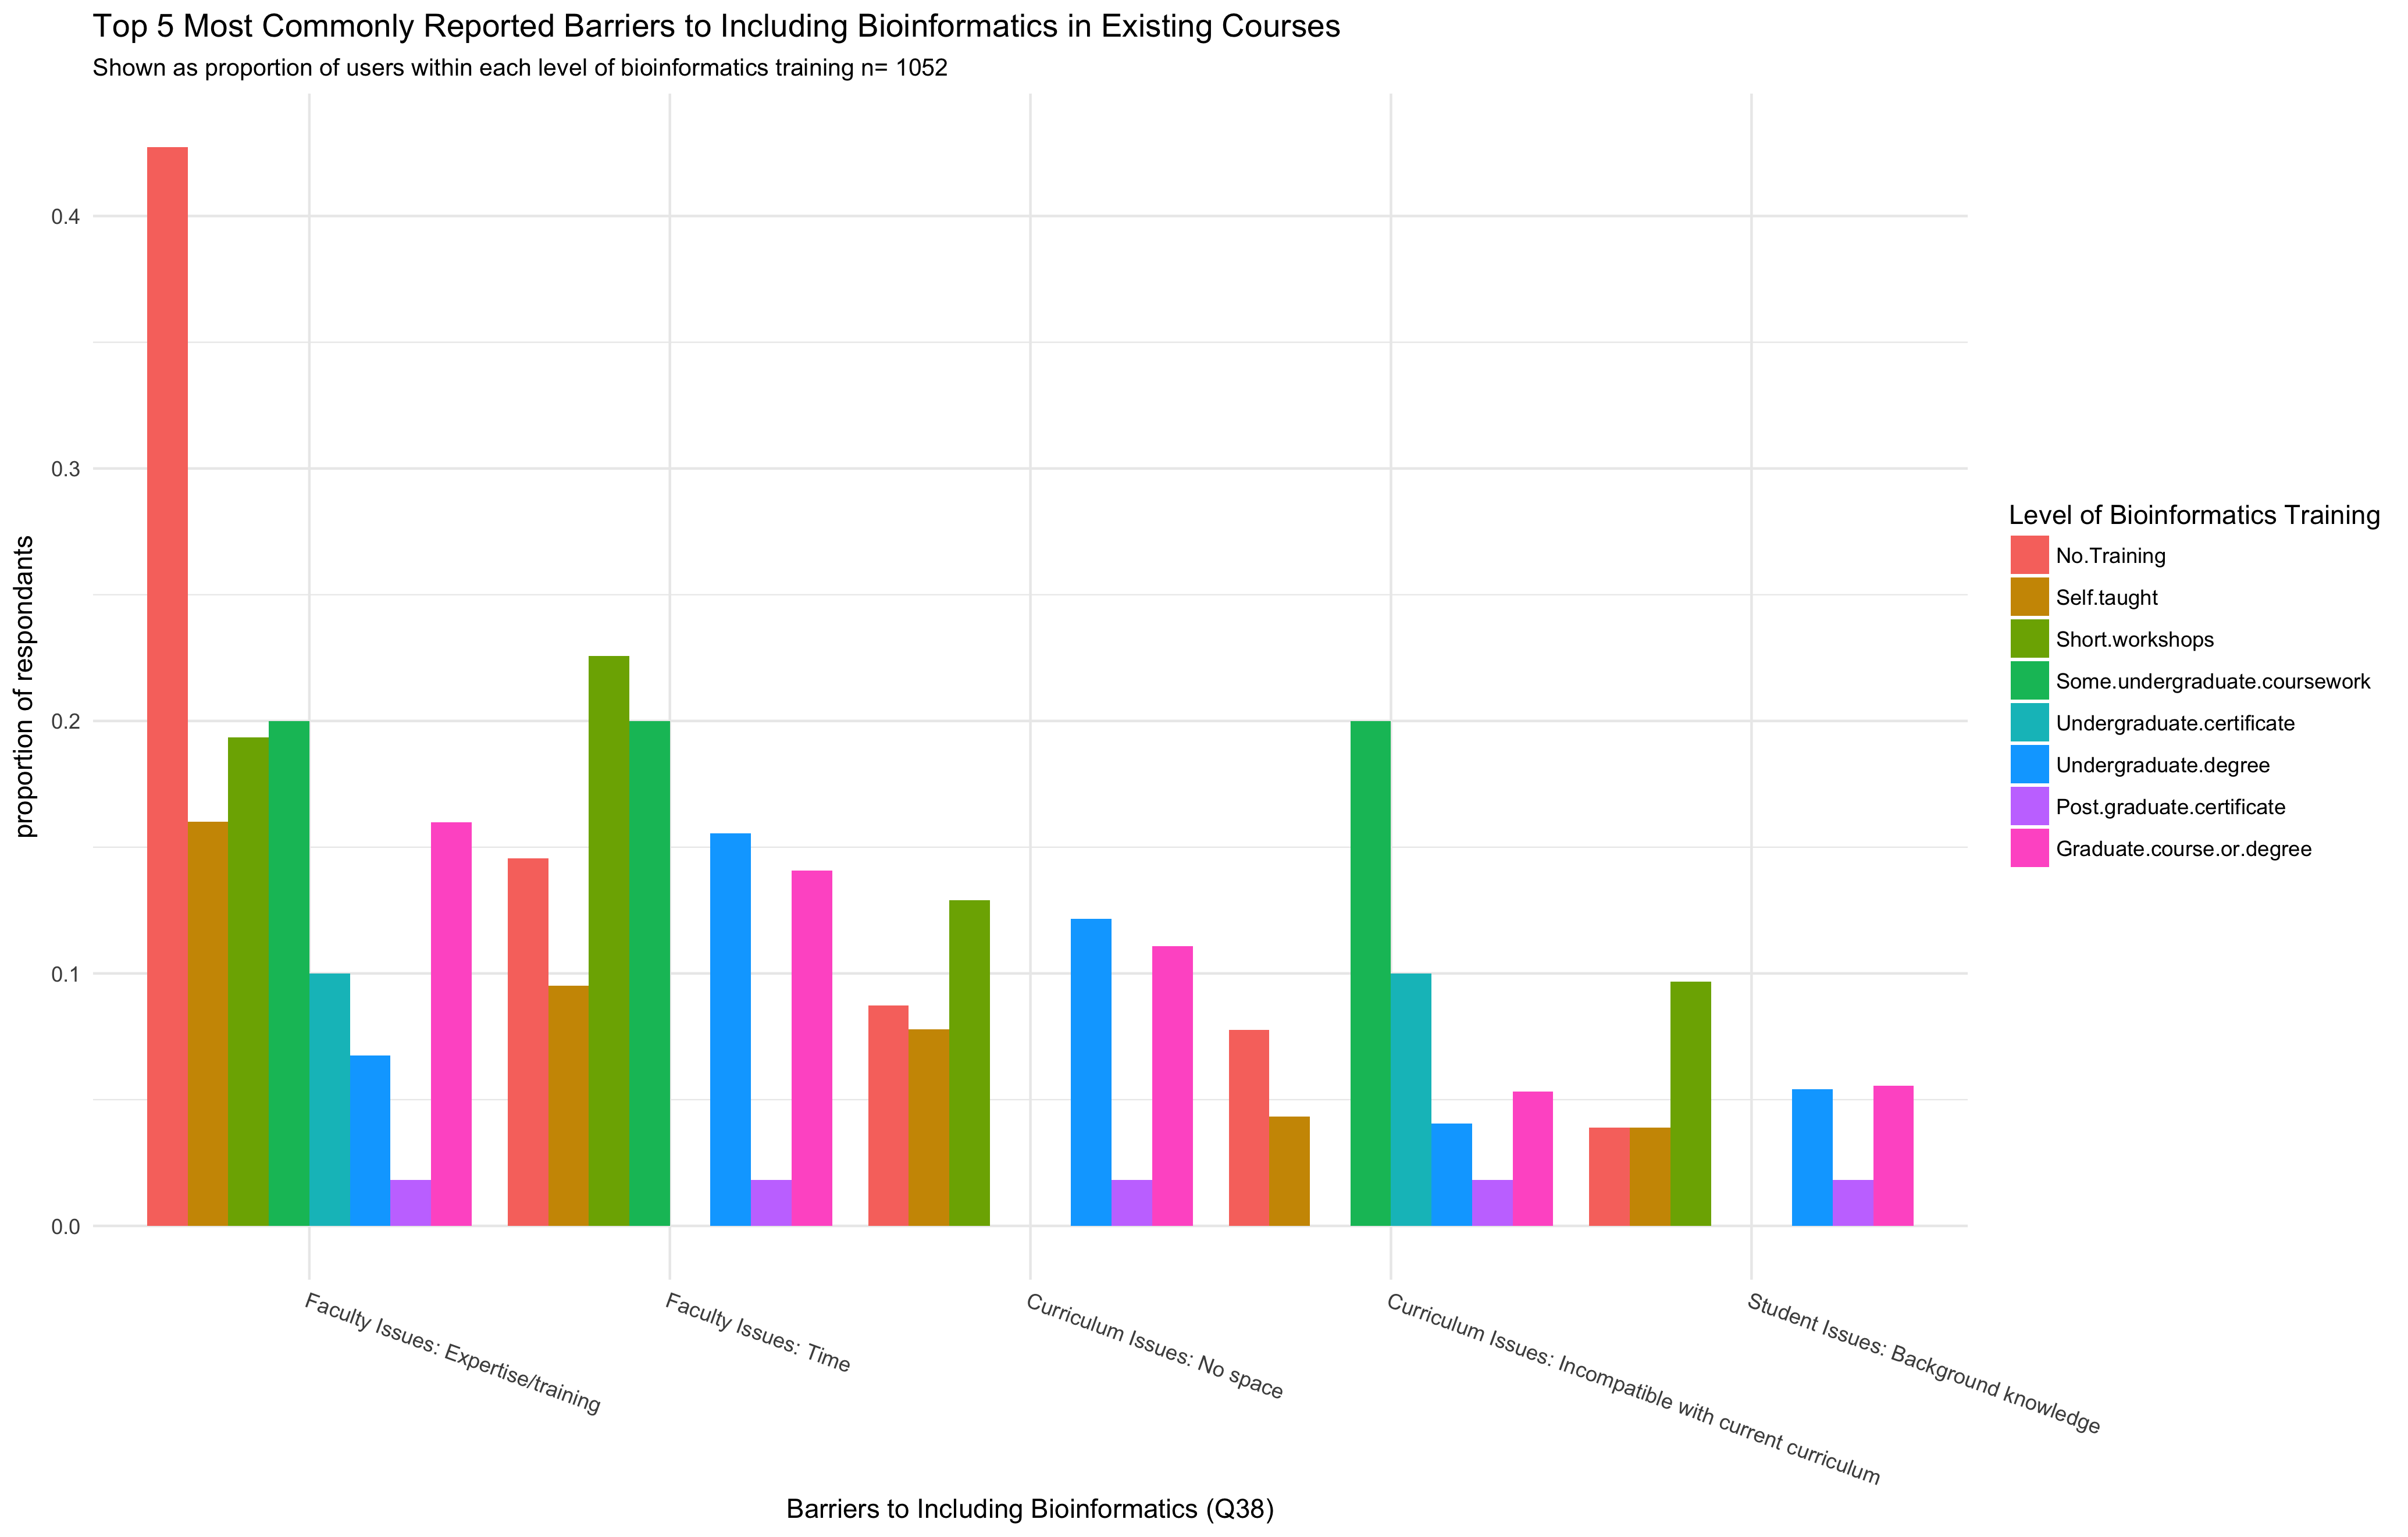 Top 5 Most Commonly Reported Barriers to Including Bioinformatics in Existing Courses
Shown as proportion of users within each level of bioinformatics training n= 1052
proportion of respondants
0.4
0.3
0.2
0.1
0.0
Faculty Issues: Expertise/training
Faculty Issues: Time
Curriculum Issues: No space
Curriculum Issues: Incompatible with current curriculum
Student Issues: Background knowledge
Barriers to Including Bioinformatics (Q38)
Level of Bioinformatics Training
No.Training
Self.taught
Short.workshops
Some.undergraduate.coursework
Undergraduate.certificate
Undergraduate.degree
Post.graduate.certificate
Graduate.course.or.degree